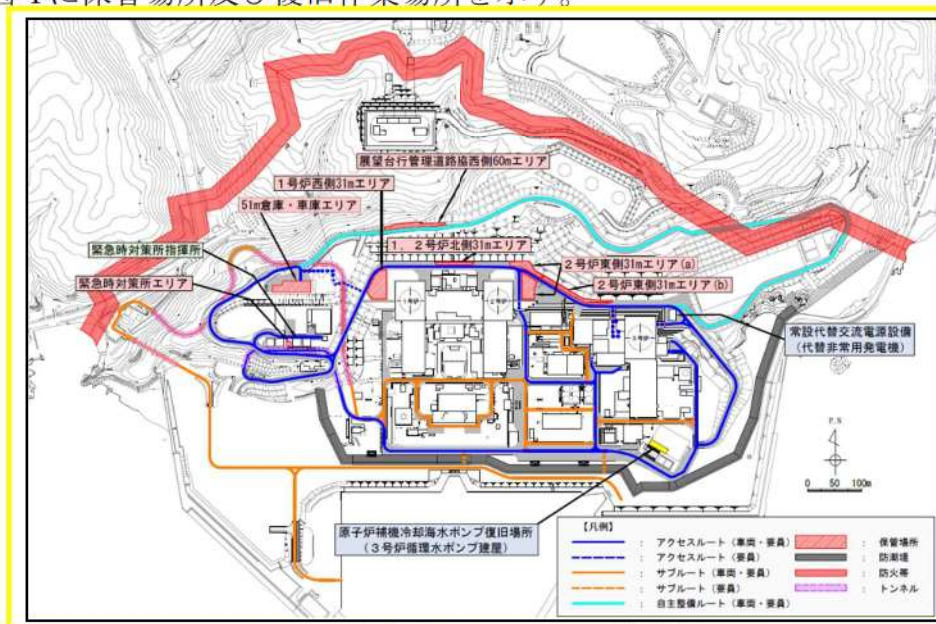 図1に保管場所及び復旧作業場所を示す。
展望台行管理道路脇西側60mエリア
1号炉西側31mエリア
51m倉庫・車庫エリア
緊急時対策所指揮所
1、2号炉北側31mエリア
2号炉東側31mエリア(a)
緊急時対策所エリア
2号炉東側31mエリア(b)
1号炉
2号炉
3号炉
常設代替交流電源設備
(代替非常用発電機)
P.N
0 50 100m
原子炉補機冷却海水ポンプ復旧場所
(3号炉循環水ポンプ建屋)
【凡例】
: アクセスルート(車両・要員)
: 保管場所
: アクセスルート(要員)
: 防潮堤
: サブルート(車両・要員)
: 防火帯
: サブルート(要員)
: トンネル
: 自主整備ルート(車両・要員)